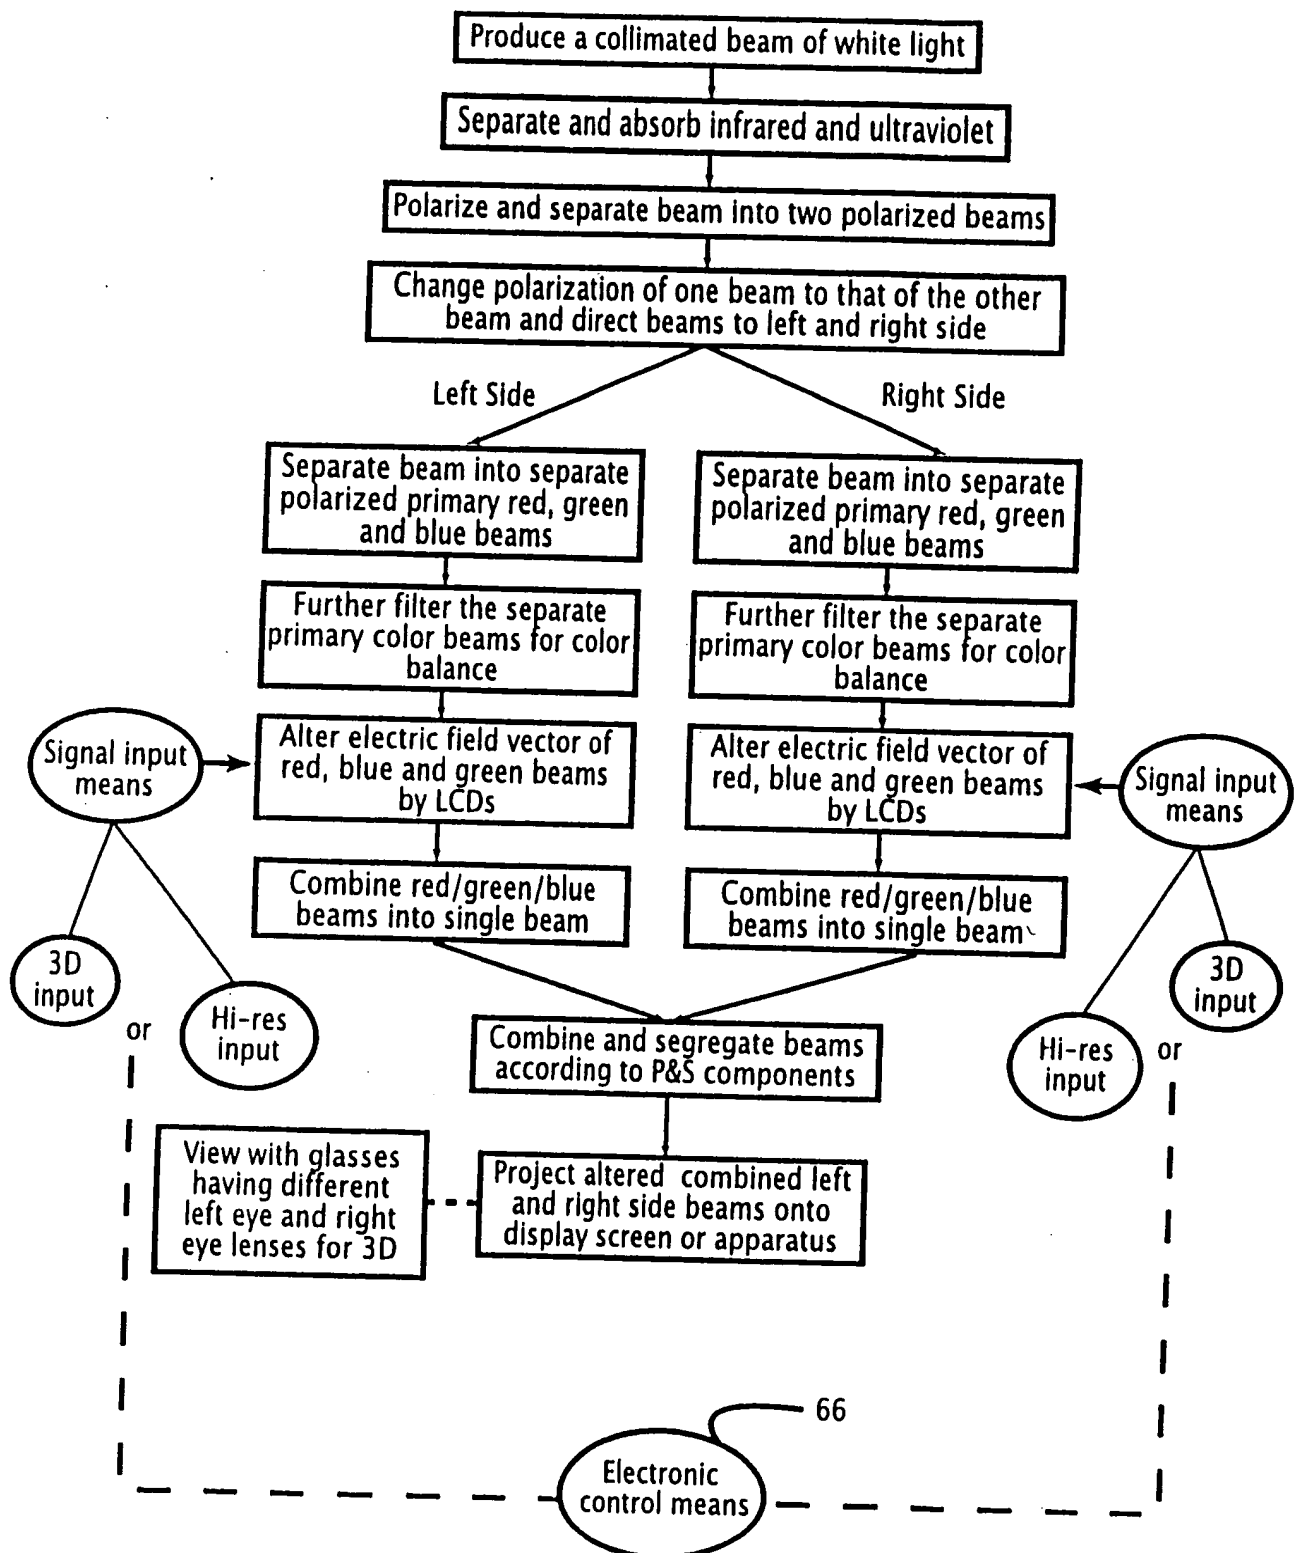 Produce a collimated beam of white light
Separate and absorb infrared and ultraviolet
Polarize and separate beam into two polarized beams
Change polarization of one beam to that of the other
beam and direct beams to left and right side
Left Side
Right Side
Separate beam into separate
polarized primary red, green
and blue beams
Separate beam into separate
polarized primary red, green
and blue beams
Further filter the separate
primary color beams for color
balance
Further filter the separate
primary color beams for color
balance
Signal input
means
Alter electric field vector of
red, blue and green beams
by LCDs
Alter electric field vector of
red, blue and green beams
by LCDs
Signal input
means
Combine red/green/blue
beams into single beam
Combine red/green/blue
beams into single beam
3D
input
or
Hi-res
input
Hi-res
input
or
3D
input
Combine and segregate beams
according to P&S components
View with glasses
having different
left eye and right
eye lenses for 3D
Project altered combined left
and right side beams onto
display screen or apparatus
66
Electronic
control means